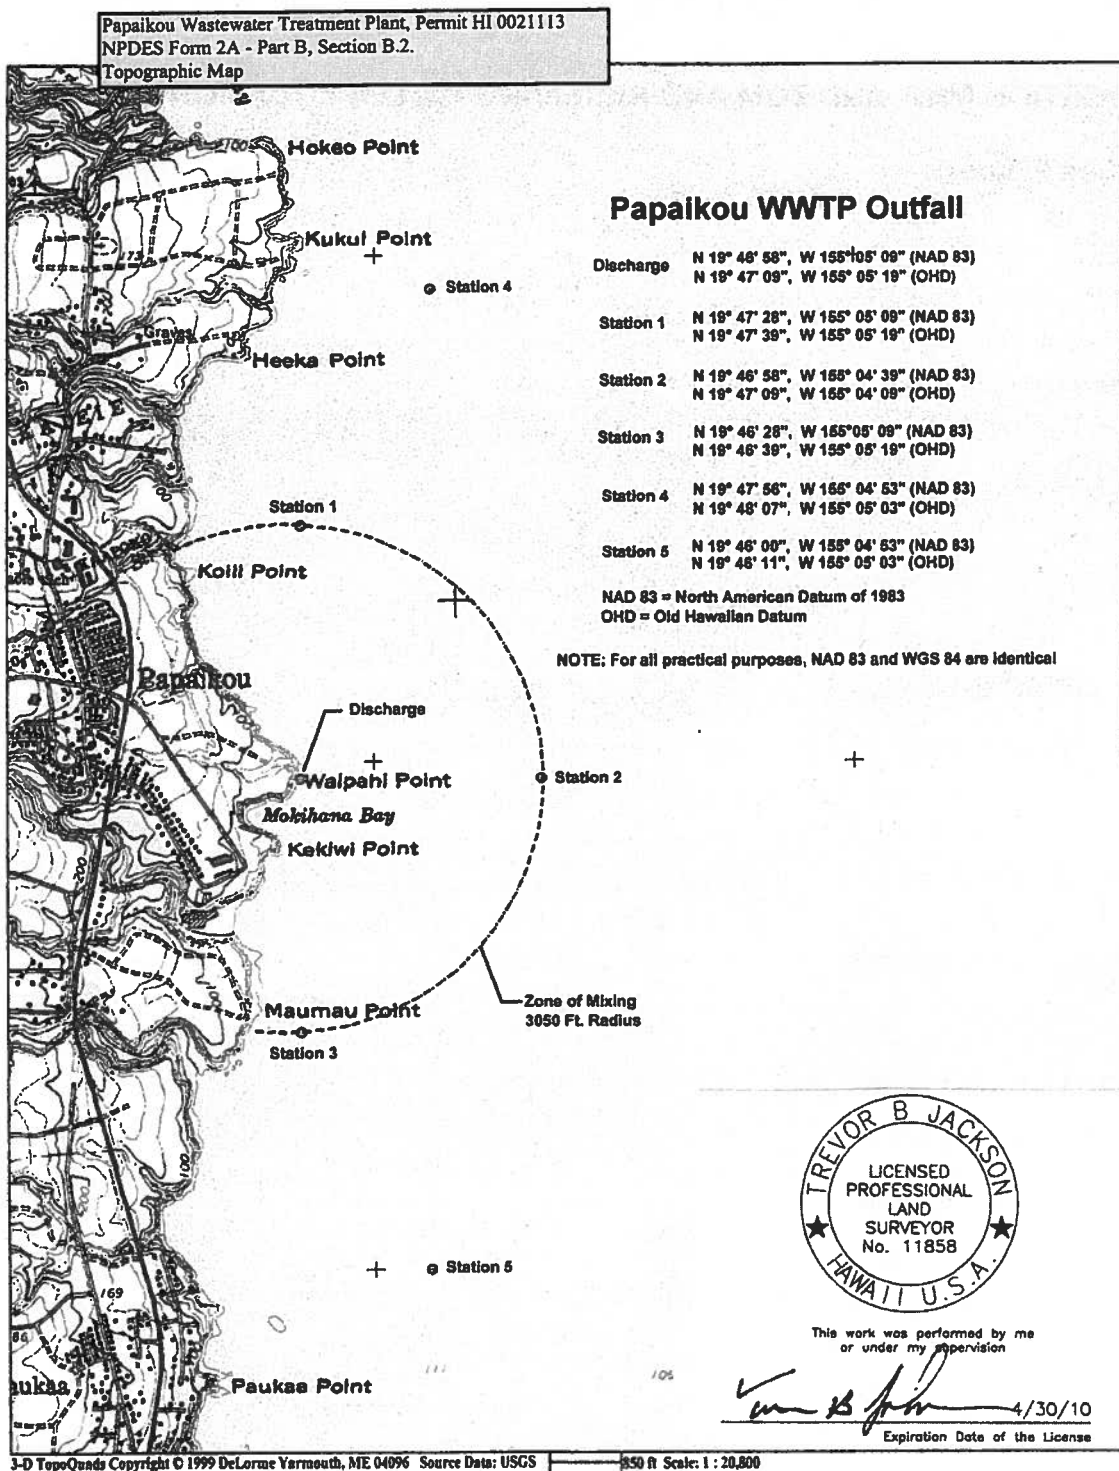 Papaikou Wastewater Treatment Plant, Permit HI 0021113
NPDES Form 2A - Part B, Section B.2.
Topographic Map
Papaikou WWTP Outfall
Discharge N 19° 46' 58", W 155° 05' 09" (NAD 83)
N 19° 47' 09", W 155° 05' 19" (OHD)
Station 1 N 19° 47' 28", W 155° 05' 09" (NAD 83)
N 19° 47' 39", W 155° 05' 19" (OHD)
Station 2 N 19° 46' 58", W 155° 04' 39" (NAD 83)
N 19° 47' 09", W 155° 04' 09" (OHD)
Station 3 N 19° 46' 28", W 155° 05' 09" (NAD 83)
N 19° 46' 39", W 155° 05' 19" (OHD)
Station 4 N 19° 47' 56", W 155° 04' 53" (NAD 83)
N 19° 48' 07", W 155° 05' 03" (OHD)
Station 5 N 19° 46' 00", W 155° 04' 53" (NAD 83)
N 19° 46' 11", W 155° 05' 03" (OHD)
NAD 83 = North American Datum of 1983
OHD = Old Hawaiian Datum
NOTE: For all practical purposes, NAD 83 and WGS 84 are identical
100
Hokeo Point
Kukui Point
173
Station 4
Graves
Heeka Point
Station 1
Koili Point
Papaikou
100
Discharge
Waipahi Point
Station 2
Mokihana Bay
Kekiwi Point
200
100
Maumau Point
Zone of Mixing
3050 Ft. Radius
Station 3
100
Station 5
169
86
aukaa
Paukaa Point
TREVOR B JACKSON
LICENSED
PROFESSIONAL
LAND
SURVEYOR
No. 11858
HAWAII U.S.A.
This work was performed by me
or under my supervision
4/30/10
Expiration Date of the License
3-D TopoQuads Copyright © 1999 DeLorme Yarmouth, ME 04096 Source Data: USGS
850 ft Scale: 1 : 20,800